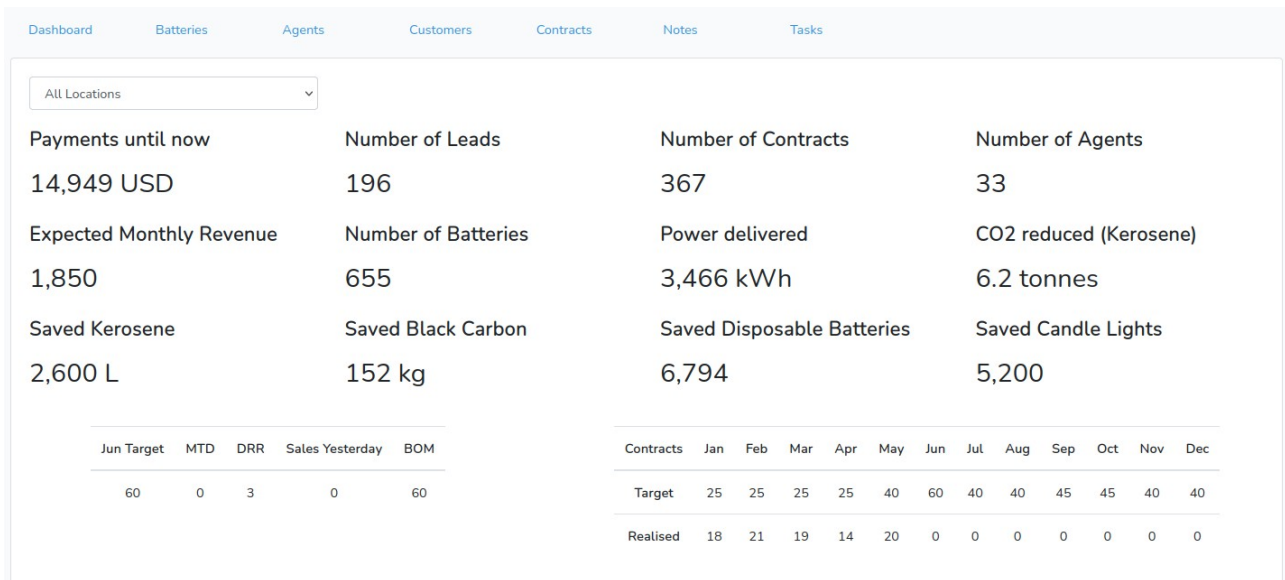 Dashboard Batteries Agents Customers Contracts Notes Tasks
All Locations
Payments until now Number of Leads Number of Contracts Number of Agents
14,949 USD 196 367 33
Expected Monthly Revenue Number of Batteries Power delivered CO2 reduced (Kerosene)
1,850 655 3,466 kWh 6.2 tonnes
Saved Kerosene Saved Black Carbon Saved Disposable Batteries Saved Candle Lights
2,600 L 152 kg 6,794 5,200
Jun Target MTD DRR Sales Yesterday BOM
60 0 3 0 60
Contracts Jan Feb Mar Apr May Jun Jul Aug Sep Oct Nov Dec
Target 25 25 25 25 40 60 40 40 45 45 40 40
Realised 18 21 19 14 20 0 0 0 0 0 0 0